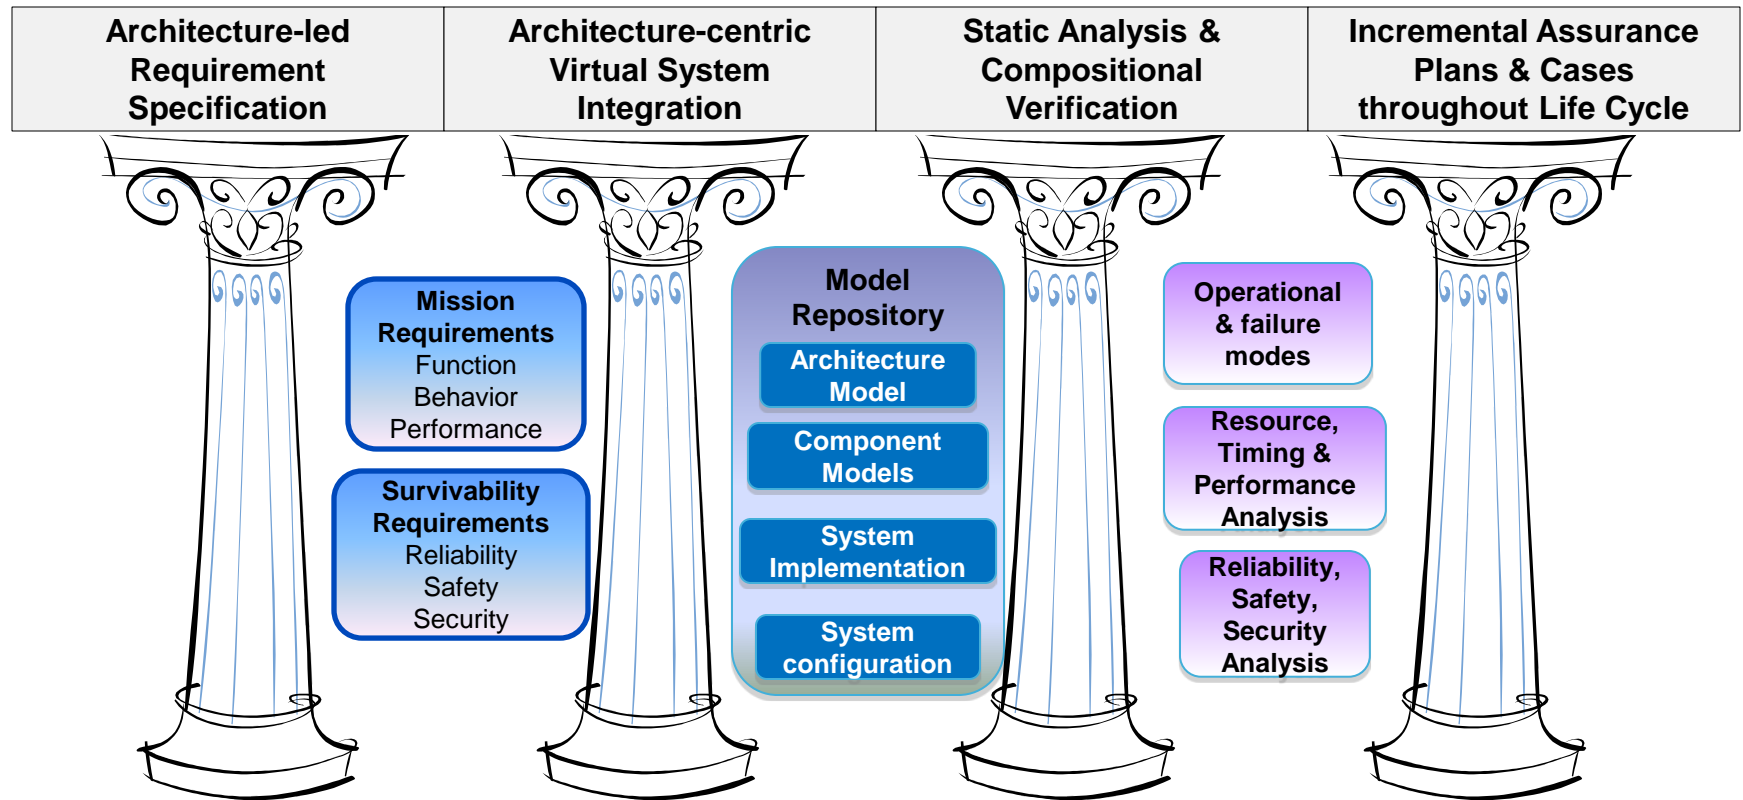 Architecture-led
Requirement
Specification
Architecture-centric
Virtual System
Integration
Static Analysis &
Compositional
Verification
Incremental Assurance
Plans & Cases
throughout Life Cycle
Mission
Requirements
Function
Behavior
Performance
Survivability
Requirements
Reliability
Safety
Security
Model
Repository
Architecture
Model
Component
Models
System
Implementation
System
configuration
Operational
& failure
modes
Resource,
Timing &
Performance
Analysis
Reliability,
Safety,
Security
Analysis